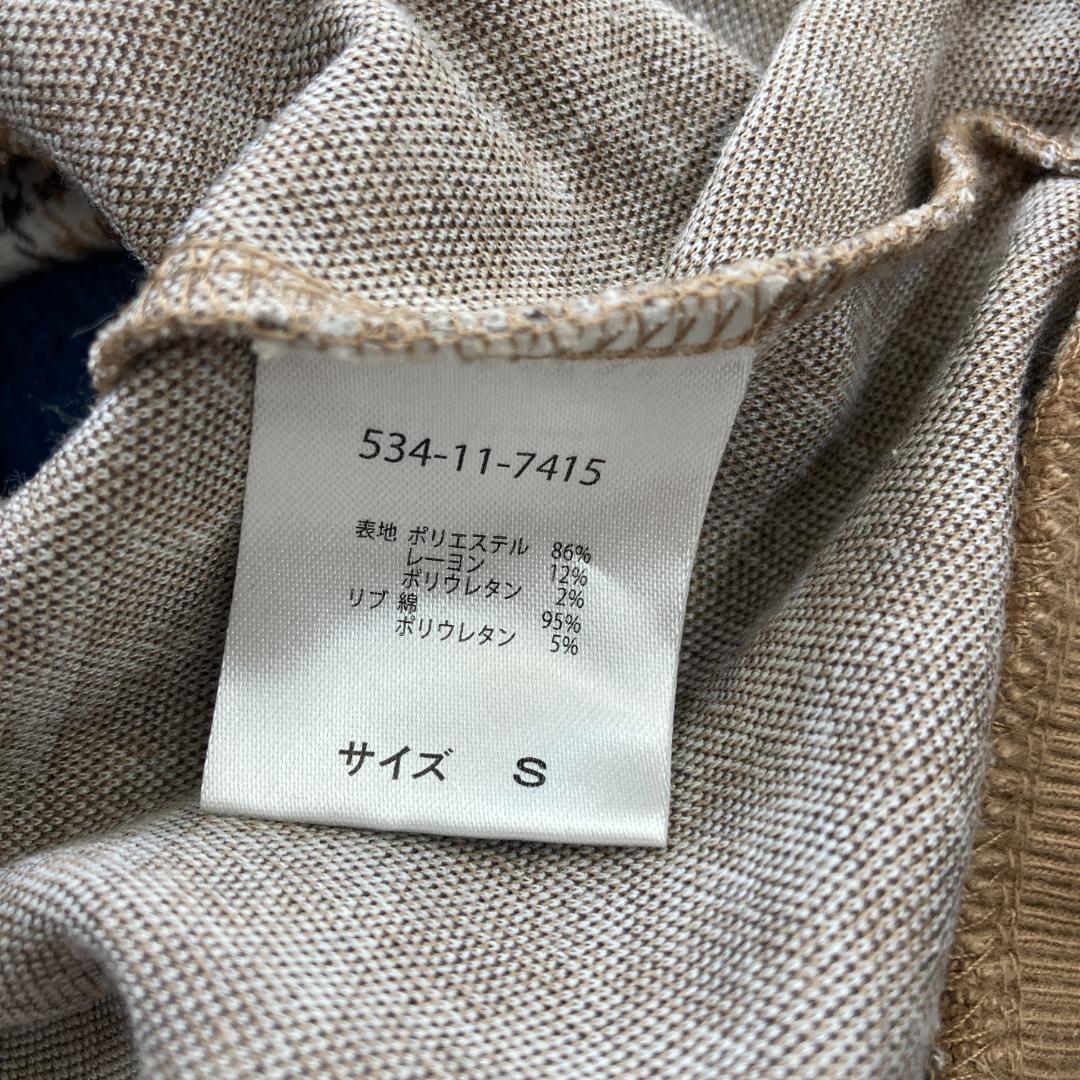 534-11-7415
表地 ポリエステル 86%
レーヨン 12%
ポリウレタン 2%
リブ 綿 95%
ポリウレタン 5%
サイズ S